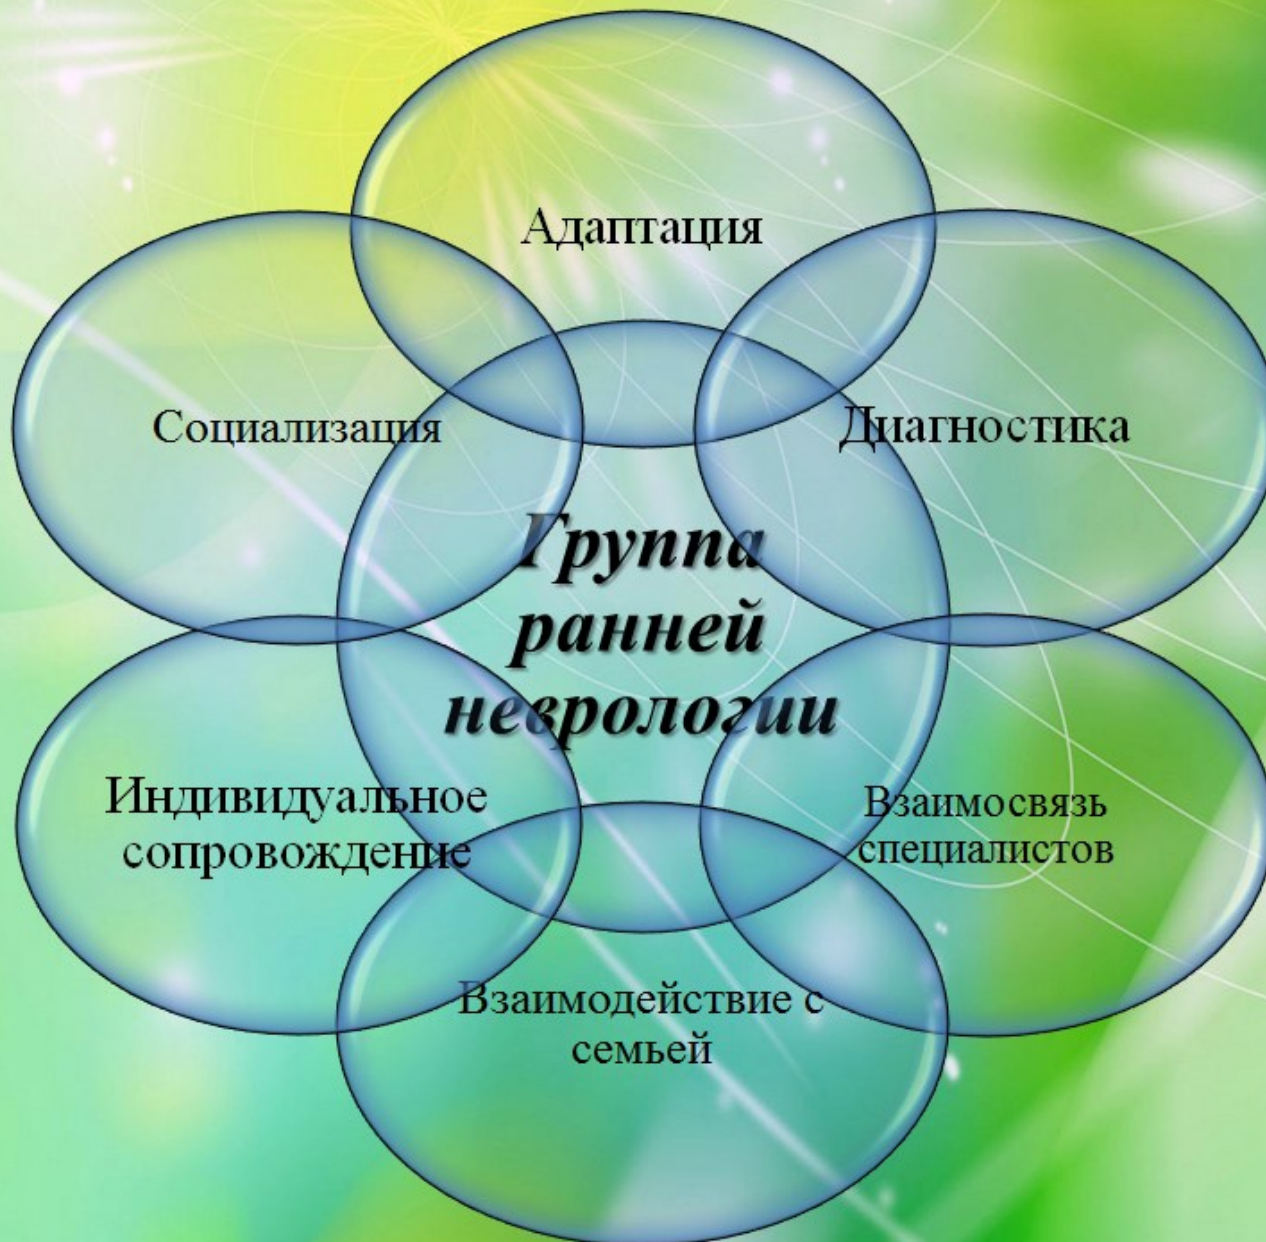 Адаптация
Социализация
Диагностика
Группа
ранней
неврологии
Индивидуальное
сопровождение
Взаимосвязь
специалистов
Взаимодействие с
семьей